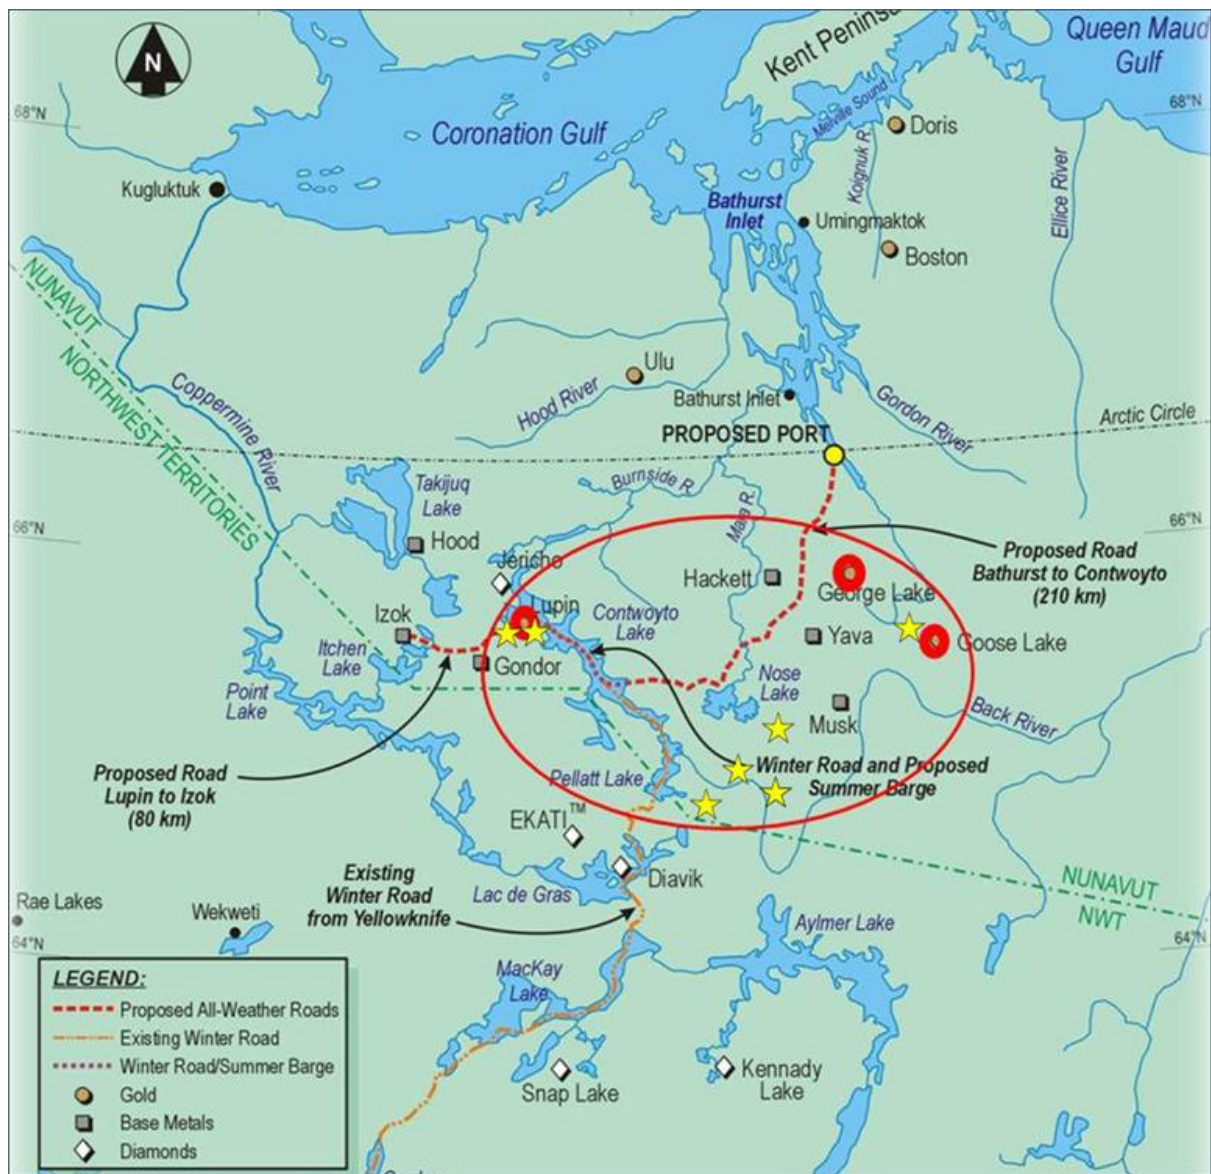 N
Queen Maud
Gulf
Kent Peninsu
68°N
68°N
Coronation Gulf
Melville Sound
Doris
Koignuk R.
Ellice River
Kugluktuk
Bathurst
Inlet
Umingmaktok
Boston
NUNAVUT
NORTHWEST TERRITORIES
Coppermine River
Ulu
Hood River
Bathurst Inlet
Gordon River
Arctic Circle
PROPOSED PORT
Burnside R.
Takijuq
Lake
Mara R.
66°N
66°N
Hood
Jericho
Hackett
George Lake
Proposed Road
Bathurst to Contwoyto
(210 km)
Izok
Lupin
Contwoyto
Lake
Yava
Goose Lake
Itchen
Lake
Gondor
Nose
Lake
Point
Lake
Musk
Back River
Proposed Road
Lupin to Izok
(80 km)
Pellatt Lake
Winter Road and Proposed
Summer Barge
EKATI™
Existing
Winter Road
from Yellowknife
Diavik
Lac de Gras
NUNAVUT
NWT
Rae Lakes
Wekweti
Aylmer Lake
64°N
64°N
MacKay
Lake
Snap Lake
Kennady
Lake
LEGEND:
Proposed All-Weather Roads
Existing Winter Road
Winter Road/Summer Barge
Gold
Base Metals
Diamonds